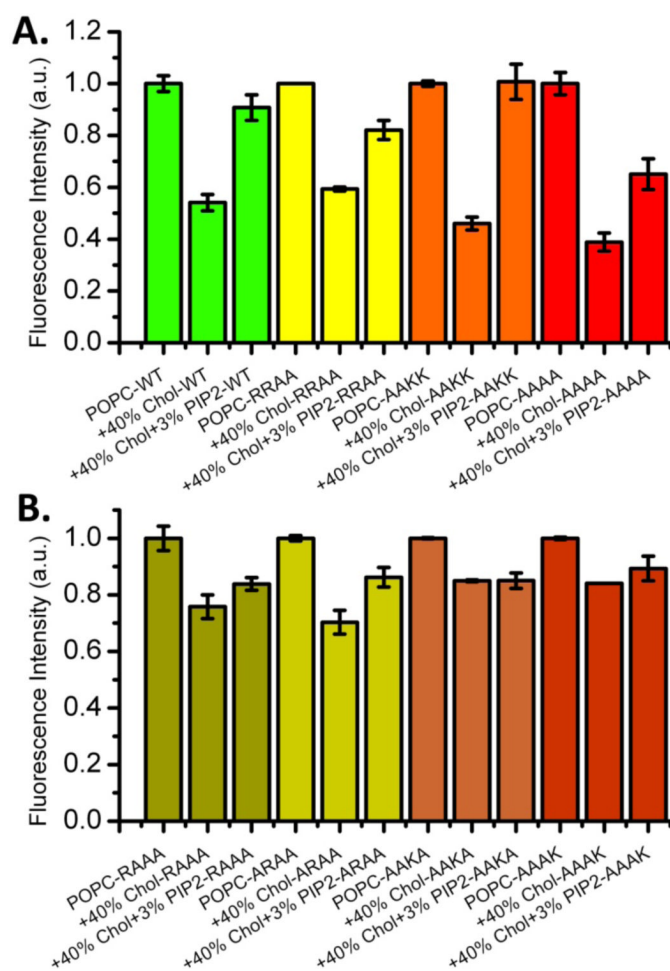 A.
Fluorescence Intensity (a.u.)
1.2
1.0
0.8
0.6
0.4
0.2
0.0
POPC-WT
+40% Chol-WT
+40% Chol+3% PIP2-WT
POPC-RRAA
+40% Chol-RRAA
+40% Chol+3% PIP2-RRAA
POPC-AAKK
+40% Chol-AAKK
+40% Chol+3% PIP2-AAKK
POPC-AAAA
+40% Chol-AAAA
+40% Chol+3% PIP2-AAAA
B.
Fluorescence Intensity (a.u.)
1.0
0.8
0.6
0.4
0.2
0.0
POPC-RAAA
+40% Chol-RAAA
+40% Chol+3% PIP2-RAAA
POPC-ARAA
+40% Chol-ARAA
+40% Chol+3% PIP2-ARAA
POPC-AAKA
+40% Chol-AAKA
+40% Chol+3% PIP2-AAKA
POPC-AAAK
+40% Chol-AAAK
+40% Chol+3% PIP2-AAAK